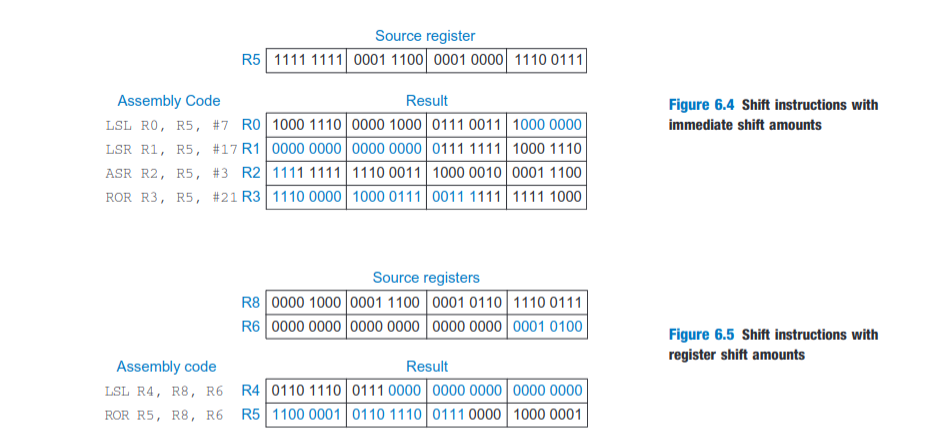 Source register
R5 1111 1111 0001 1100 0001 0000 1110 0111
Assembly Code Result
LSL R0, R5, #7 R0 1000 1110 0000 1000 0111 0011 1000 0000
LSR R1, R5, #17 R1 0000 0000 0000 0000 0111 1111 1000 1110
ASR R2, R5, #3 R2 1111 1111 1110 0011 1000 0010 0001 1100
ROR R3, R5, #21 R3 1110 0000 1000 0111 0011 1111 1111 1000
Figure 6.4 Shift instructions with
immediate shift amounts
Source registers
R8 0000 1000 0001 1100 0001 0110 1110 0111
R6 0000 0000 0000 0000 0000 0000 0001 0100
Assembly code Result
LSL R4, R8, R6 R4 0110 1110 0111 0000 0000 0000 0000 0000
ROR R5, R8, R6 R5 1100 0001 0110 1110 0111 0000 1000 0001
Figure 6.5 Shift instructions with
register shift amounts